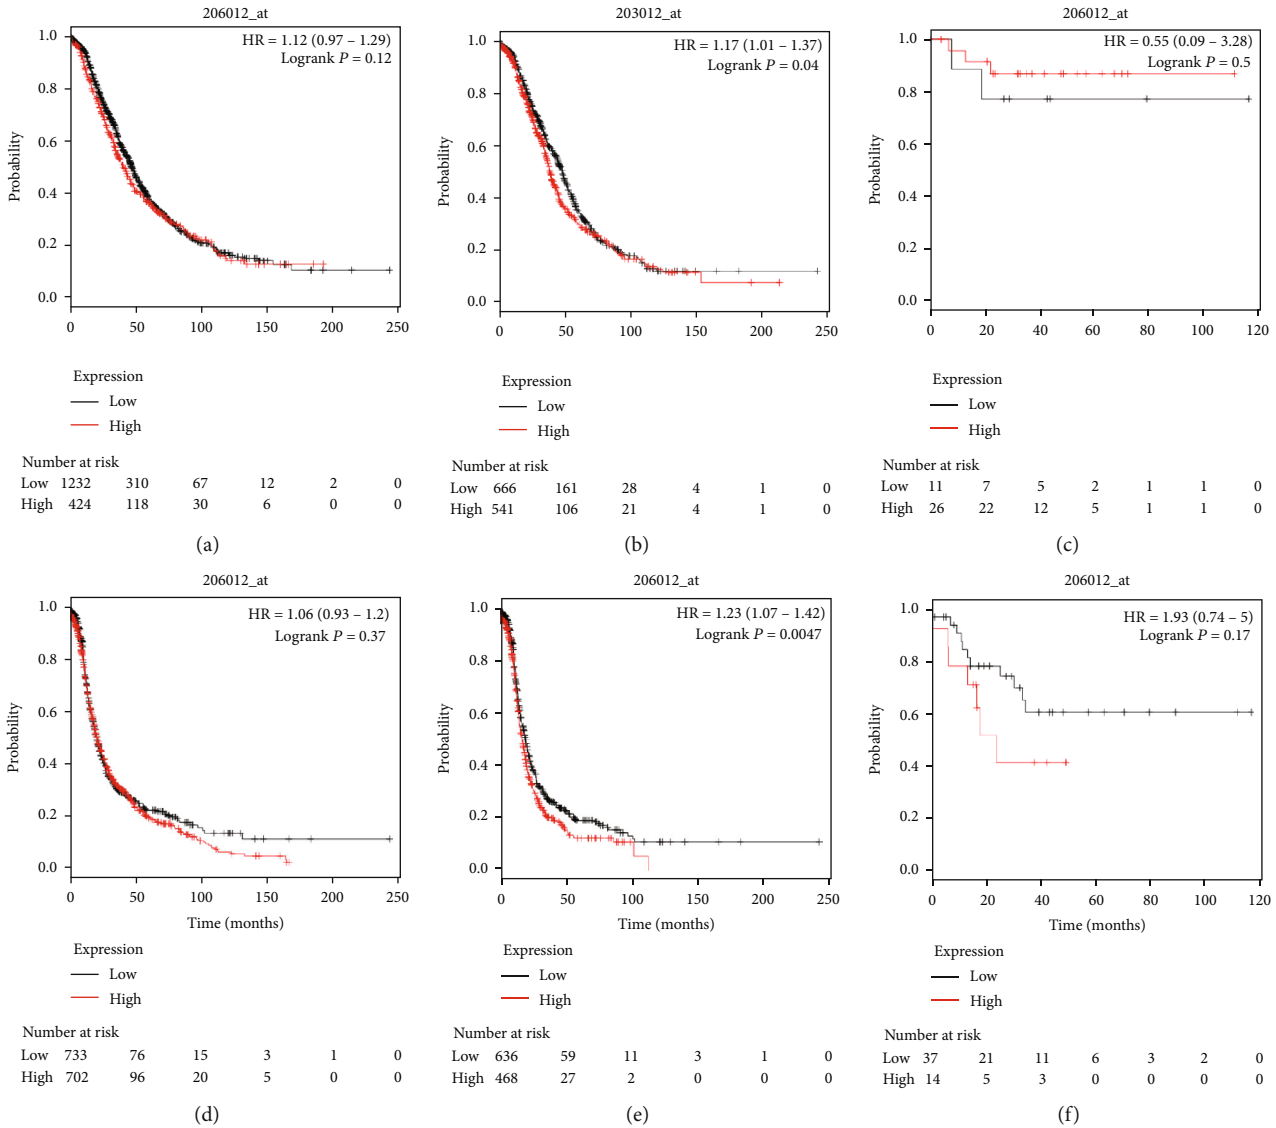 206012_at
HR = 1.12 (0.97 – 1.29)
Logrank P = 0.12
Probability
1.0
0.8
0.6
0.4
0.2
0.0
0 50 100 150 200 250
Expression
Low
High
Number at risk
Low 1232 310 67 12 2 0
High 424 118 30 6 0 0
(a)
203012_at
HR = 1.17 (1.01 – 1.37)
Logrank P = 0.04
Probability
1.0
0.8
0.6
0.4
0.2
0.0
0 50 100 150 200 250
Expression
Low
High
Number at risk
Low 666 161 28 4 1 0
High 541 106 21 4 1 0
(b)
206012_at
HR = 0.55 (0.09 – 3.28)
Logrank P = 0.5
Probability
1.0
0.8
0.6
0.4
0.2
0.0
0 20 40 60 80 100 120
Expression
Low
High
Number at risk
Low 11 7 5 2 1 1 0
High 26 22 12 5 1 1 0
(c)
206012_at
HR = 1.06 (0.93 – 1.2)
Logrank P = 0.37
Probability
1.0
0.8
0.6
0.4
0.2
0.0
0 50 100 150 200 250
Time (months)
Expression
Low
High
Number at risk
Low 733 76 15 3 1 0
High 702 96 20 5 0 0
(d)
206012_at
HR = 1.23 (1.07 – 1.42)
Logrank P = 0.0047
Probability
1.0
0.8
0.6
0.4
0.2
0.0
0 50 100 150 200 250
Time (months)
Expression
Low
High
Number at risk
Low 636 59 11 3 1 0
High 468 27 2 0 0 0
(e)
206012_at
HR = 1.93 (0.74 – 5)
Logrank P = 0.17
Probability
1.0
0.8
0.6
0.4
0.2
0.0
0 20 40 60 80 100 120
Time (months)
Expression
Low
High
Number at risk
Low 37 21 11 6 3 2 0
High 14 5 3 0 0 0 0
(f)